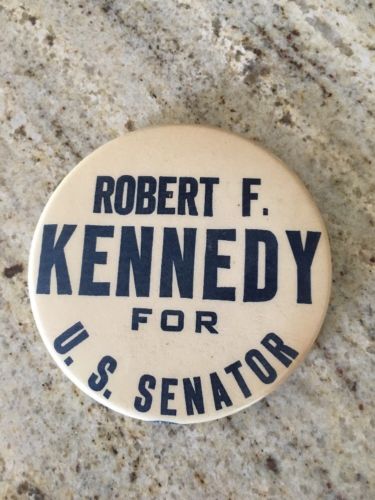 ROBERT F.
KENNEDY
FOR
U. S. SENATOR